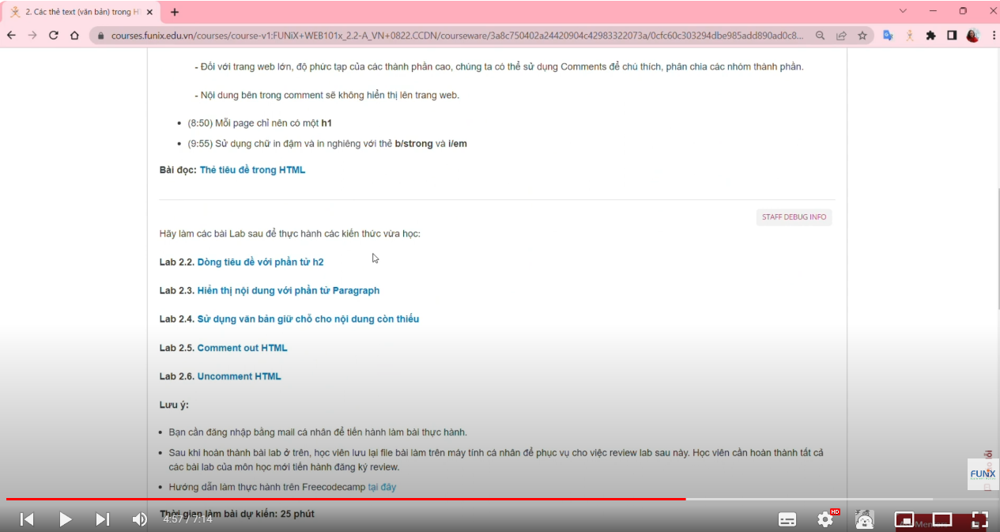 2. Các thẻ text (văn bản) trong HT
courses.funix.edu.vn/courses/course-v1:FUNiX+WEB101x_2.2-A_VN+0822.CCDN/courseware/3a8c750402a24420904c42983322073a/0cfc60c303294dbe985add890ad0c8...
- Đối với trang web lớn, độ phức tạp của các thành phần cao, chúng ta có thể sử dụng Comments để chú thích, phân chia các nhóm thành phần.
- Nội dung bên trong comment sẽ không hiển thị lên trang web.
• (8:50) Mỗi page chỉ nên có một h1
• (9:55) Sử dụng chữ in đậm và in nghiêng với thẻ b/strong và i/em
Bài đọc: Thẻ tiêu đề trong HTML
STAFF DEBUG INFO
Hãy làm các bài Lab sau để thực hành các kiến thức vừa học:
Lab 2.2. Dòng tiêu đề với phần tử h2
Lab 2.3. Hiển thị nội dung với phần tử Paragraph
Lab 2.4. Sử dụng văn bản giữ chỗ cho nội dung còn thiếu
Lab 2.5. Comment out HTML
Lab 2.6. Uncomment HTML
Lưu ý:
• Bạn cần đăng nhập bằng mail cá nhân để tiến hành làm bài thực hành.
• Sau khi hoàn thành bài lab ở trên, học viên lưu lại file bài làm trên máy tính cá nhân để phục vụ cho việc review lab sau này. Học viên cần hoàn thành tất cả
các bài lab của môn học mới tiến hành đăng ký review.
• Hướng dẫn làm thực hành trên Freecodecamp tại đây
FUNiX
Thời gian làm bài dự kiến: 25 phút
4:57 / 7:14
HD